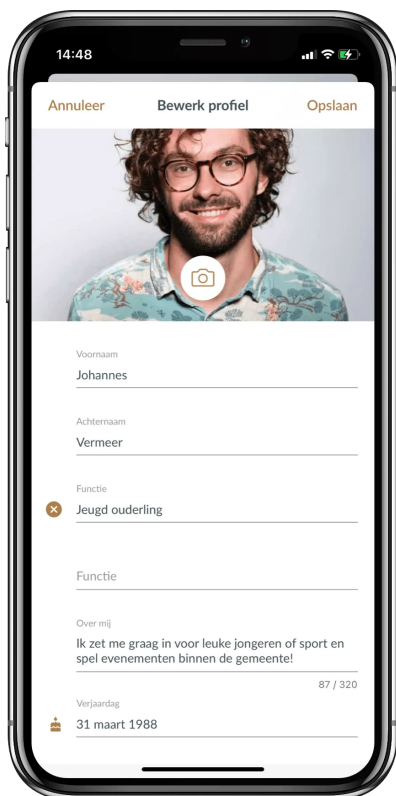 14:48
Annuleer Bewerk profiel Opslaan
Voornaam
Johannes
Achternaam
Vermeer
Functie
Jeugd ouderling
Functie
Over mij
Ik zet me graag in voor leuke jongeren of sport en
spel evenementen binnen de gemeente!
87 / 320
Verjaardag
31 maart 1988